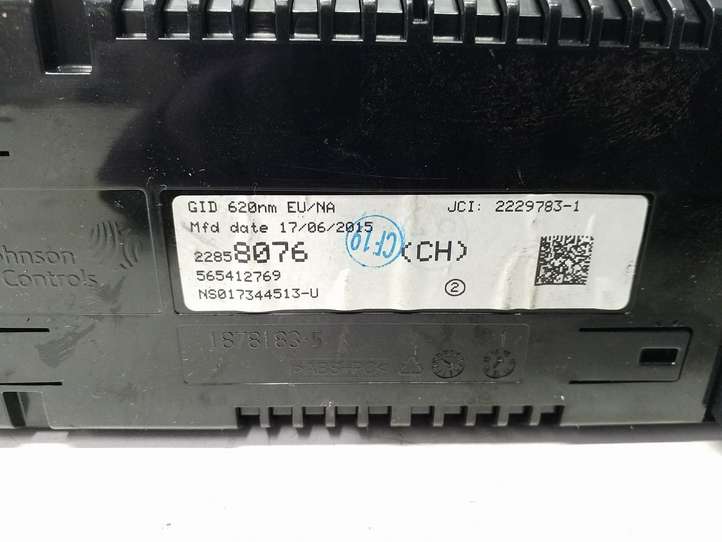 GID 620nm EU/NA JCI: 2229783-1
Mfd date 17/06/2015
CF19
22858076 (CH)
565412769
NS017344513-U
2
ohnson
Controls
1878183-5 1